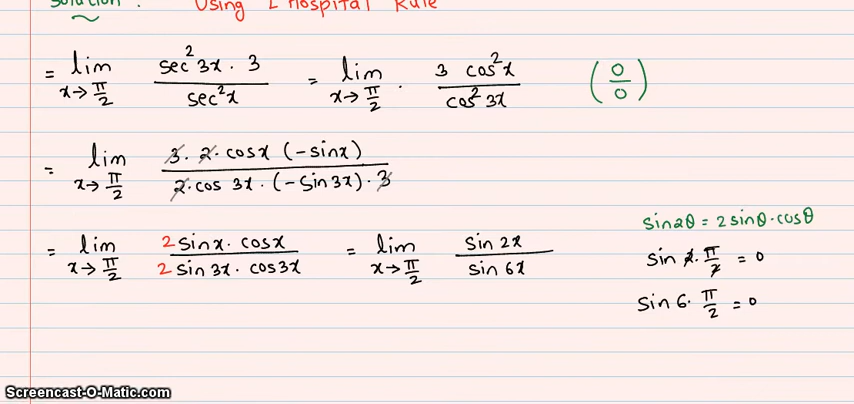 Solution : Using L'Hospital Rule
= lim x→π/2 sec²3x · 3 / sec²x = lim x→π/2 · 3 cos²x / cos²3x (0/0)
= lim x→π/2 3 · 2 · cosx (-sinx) / 2 · cos 3x · (-sin3x) · 3
sin2θ = 2sinθ·cosθ
= lim x→π/2 2 sinx · cosx / 2 sin 3x · cos3x = lim x→π/2 sin 2x / sin 6x
sin 2 · π/2 = 0
sin 6 · π/2 = 0
Screencast-O-Matic.com